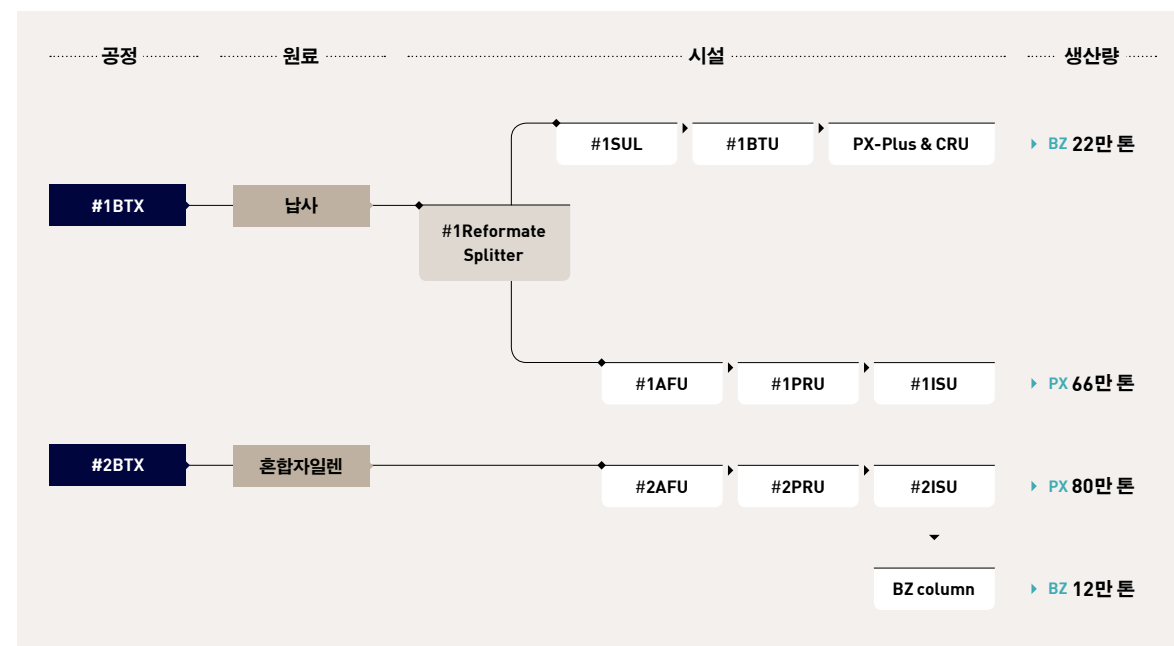 공정
원료
시설
생산량
#1SUL
#1BTU
PX-Plus & CRU
BZ 22만 톤
#1BTX
납사
#1Reformate
Splitter
#1AFU
#1PRU
#1ISU
PX 66만 톤
#2BTX
혼합자일렌
#2AFU
#2PRU
#2ISU
PX 80만 톤
BZ column
BZ 12만 톤